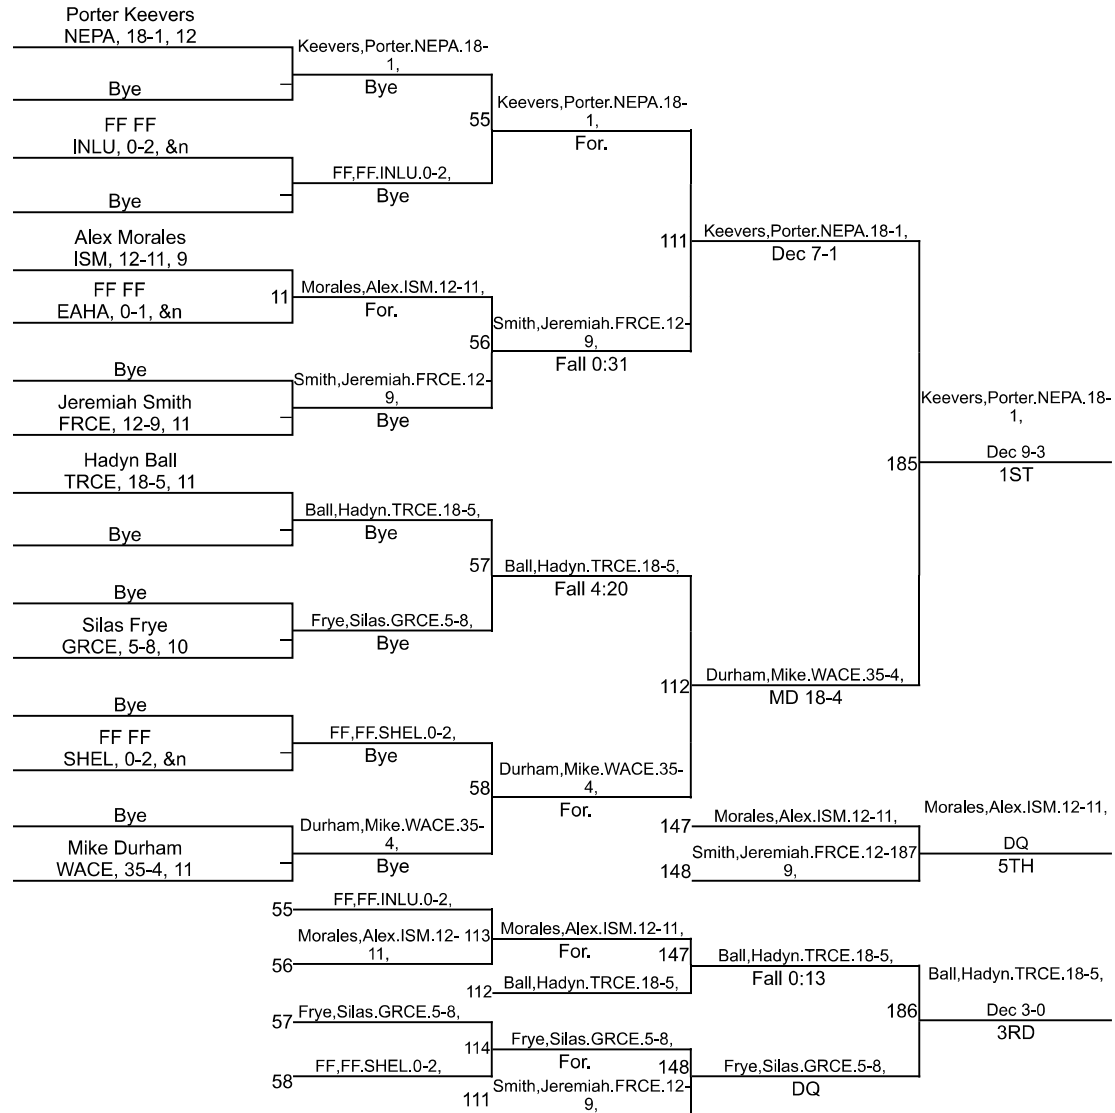 Porter Keevers
NEPA, 18-1, 12
Bye
Keevers,Porter.NEPA.18-
1,
Bye
FF FF
INLU, 0-2, &n
Bye
FF,FF.INLU.0-2,
Bye
55
Keevers,Porter.NEPA.18-
1,
For.
Alex Morales
ISM, 12-11, 9
FF FF
EAHA, 0-1, &n
11
Morales,Alex.ISM.12-11,
For.
Bye
Jeremiah Smith
FRCE, 12-9, 11
Smith,Jeremiah.FRCE.12-
9,
Bye
56
Smith,Jeremiah.FRCE.12-
9,
Fall 0:31
111
Keevers,Porter.NEPA.18-1,
Dec 7-1
Hadyn Ball
TRCE, 18-5, 11
Bye
Ball,Hadyn.TRCE.18-5,
Bye
Bye
Silas Frye
GRCE, 5-8, 10
Frye,Silas.GRCE.5-8,
Bye
57
Ball,Hadyn.TRCE.18-5,
Fall 4:20
Bye
FF FF
SHEL, 0-2, &n
FF,FF.SHEL.0-2,
Bye
Bye
Mike Durham
WACE, 35-4, 11
Durham,Mike.WACE.35-
4,
Bye
58
Durham,Mike.WACE.35-
4,
For.
112
Durham,Mike.WACE.35-4,
MD 18-4
185
Keevers,Porter.NEPA.18-
1,
Dec 9-3
1ST
147
Morales,Alex.ISM.12-11,
148
Smith,Jeremiah.FRCE.12-
9,
187
Morales,Alex.ISM.12-11,
DQ
5TH
55
FF,FF.INLU.0-2,
56
Morales,Alex.ISM.12-
11,
113
Morales,Alex.ISM.12-11,
For.
112
Ball,Hadyn.TRCE.18-5,
147
Ball,Hadyn.TRCE.18-5,
Fall 0:13
57
Frye,Silas.GRCE.5-8,
58
FF,FF.SHEL.0-2,
114
Frye,Silas.GRCE.5-8,
For.
111
Smith,Jeremiah.FRCE.12-
9,
148
Frye,Silas.GRCE.5-8,
DQ
186
Ball,Hadyn.TRCE.18-5,
Dec 3-0
3RD